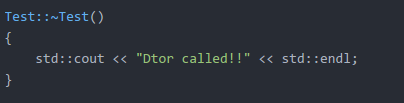 Test::~Test()
{
    std::cout << "Dtor called!!" << std::endl;
}